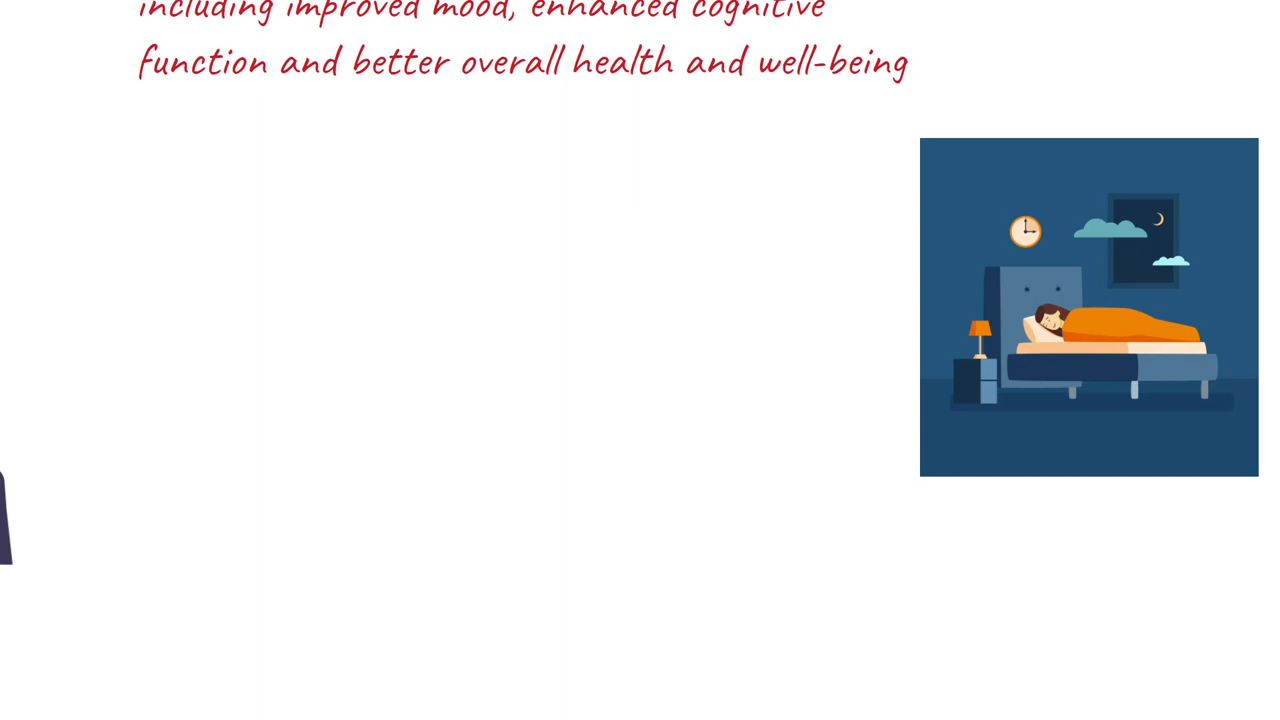 including improved mood, enhanced cognitive
function and better overall health and well-being